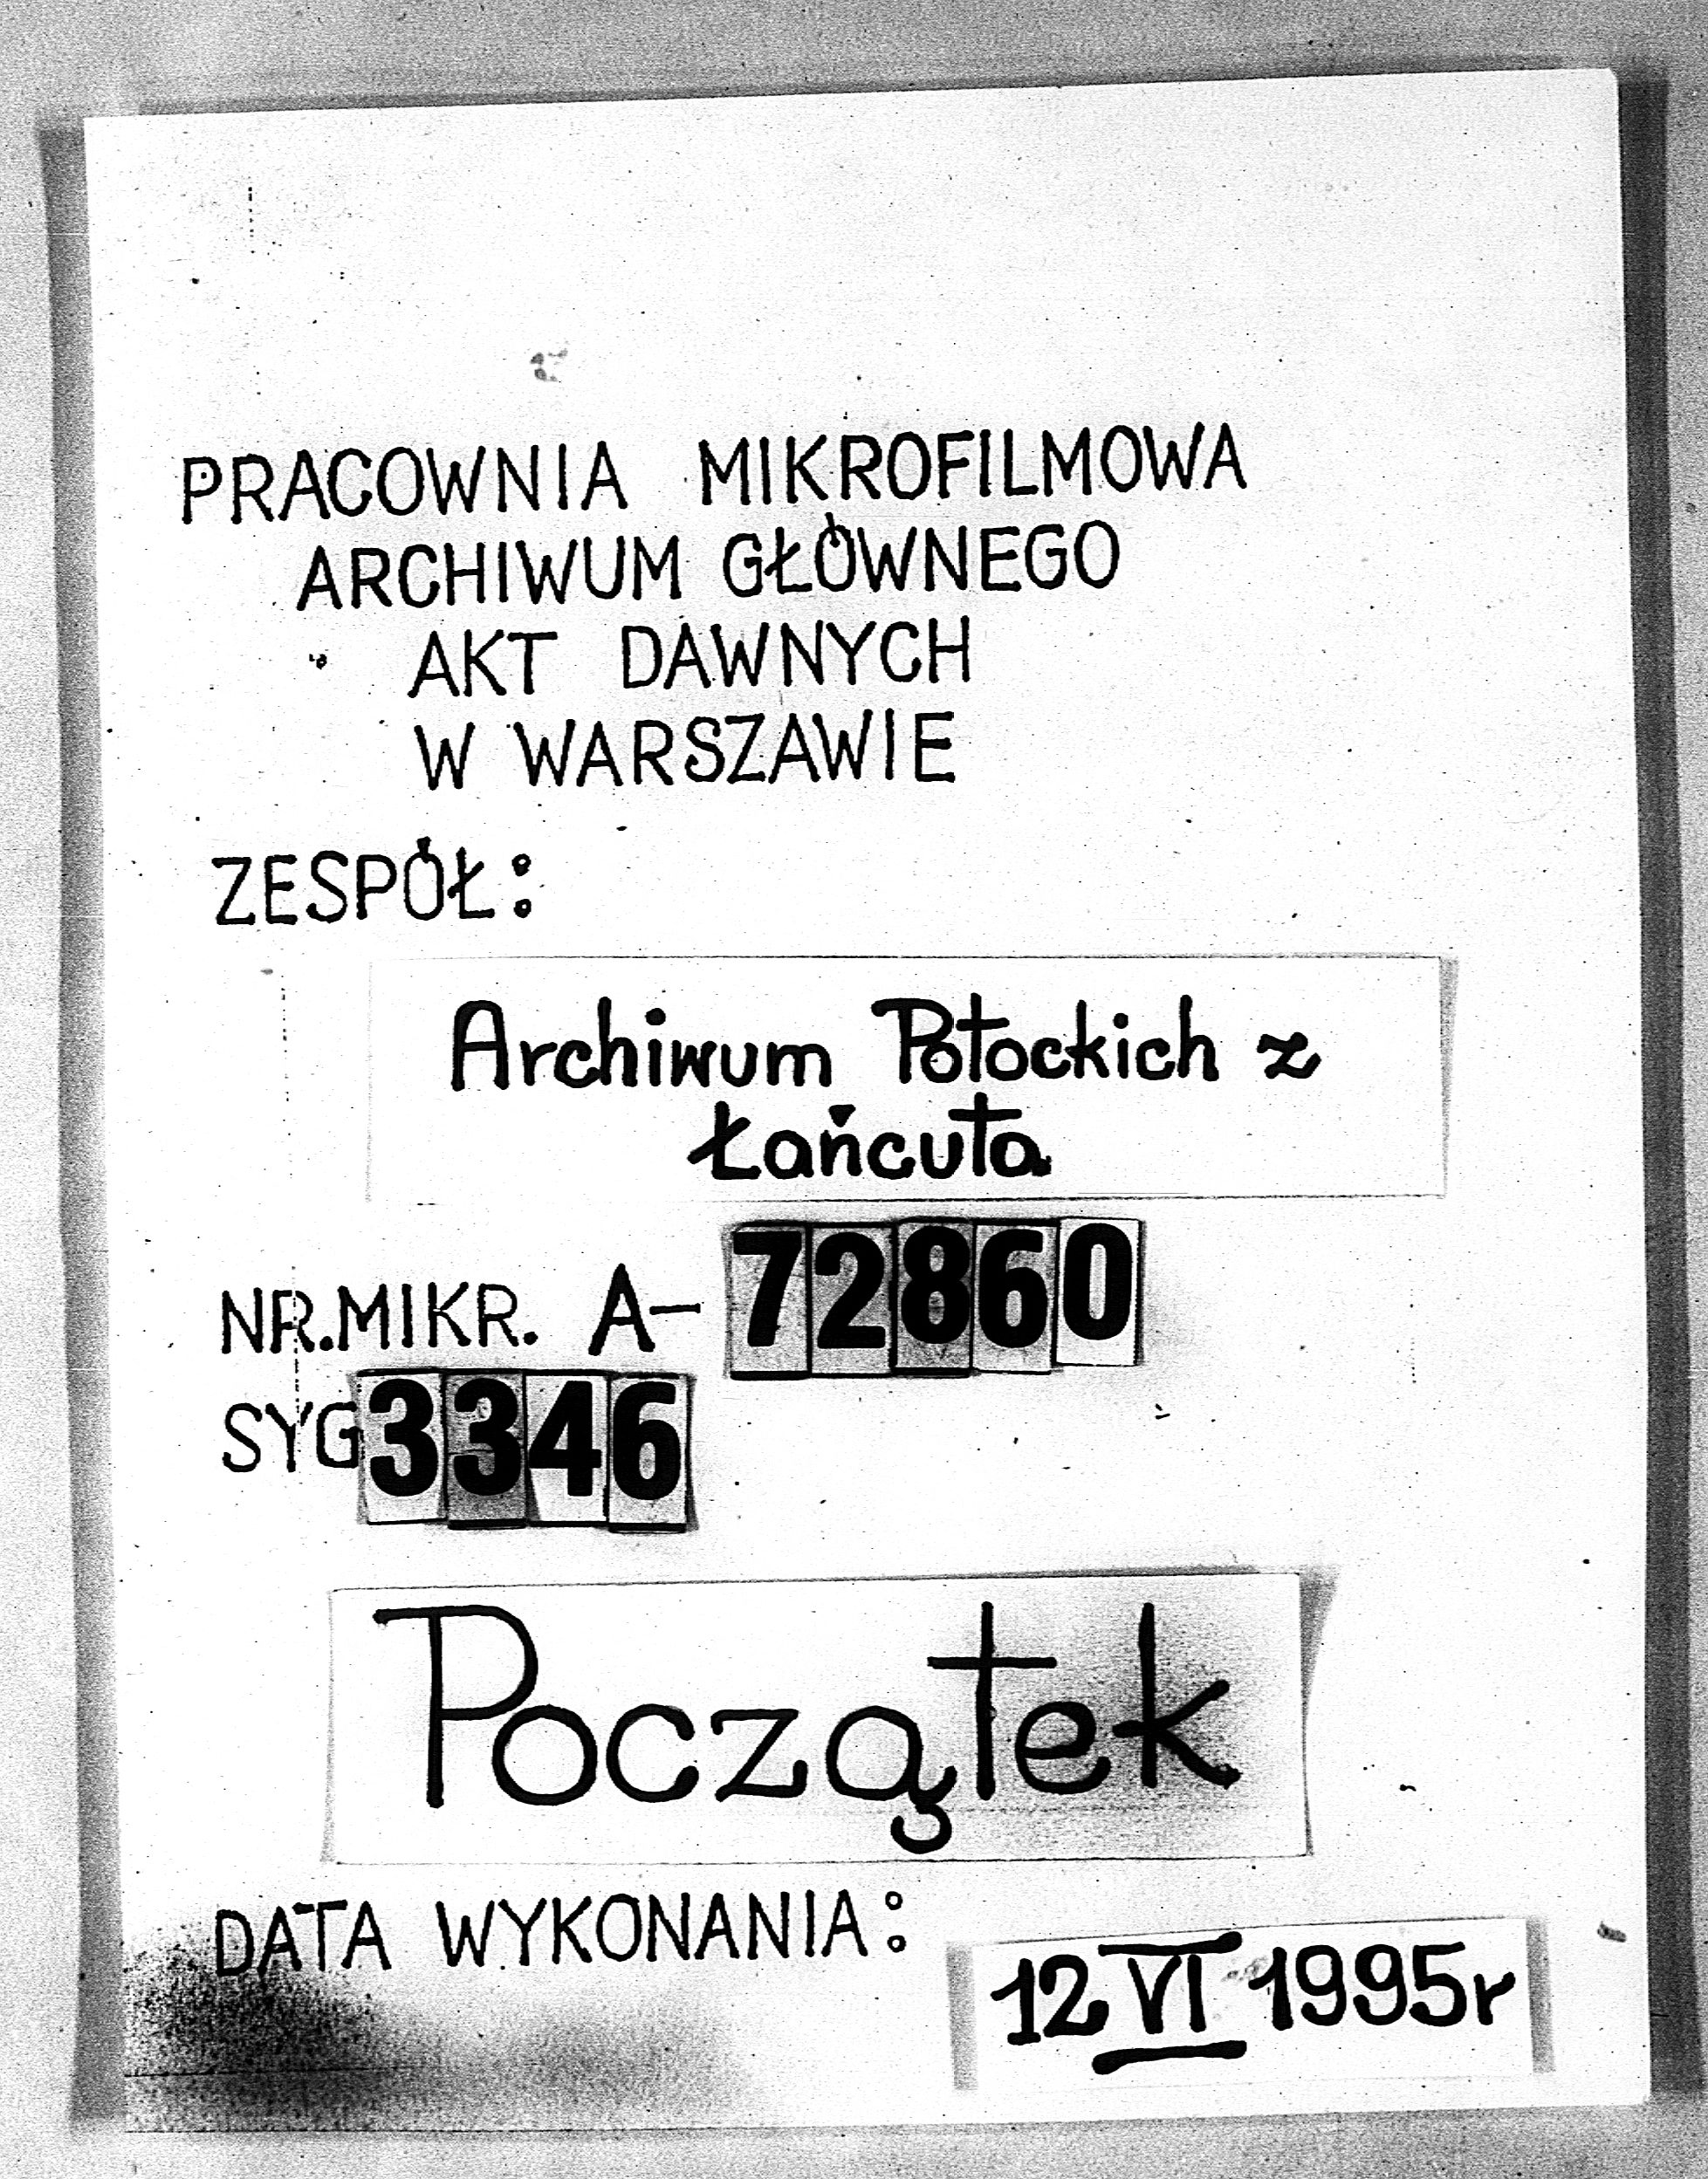 PRACOWNIA MIKROFILMOWA
ARCHIWUM GŁÓWNEGO
AKT DAWNYCH
W WARSZAWIE
ZESPÓŁ:
Archiwum Potockich z
Łańcuta
NR.MIKR. A-72860
SYG 3346
Początek
DATA WYKONANIA:
12 VI 1995r